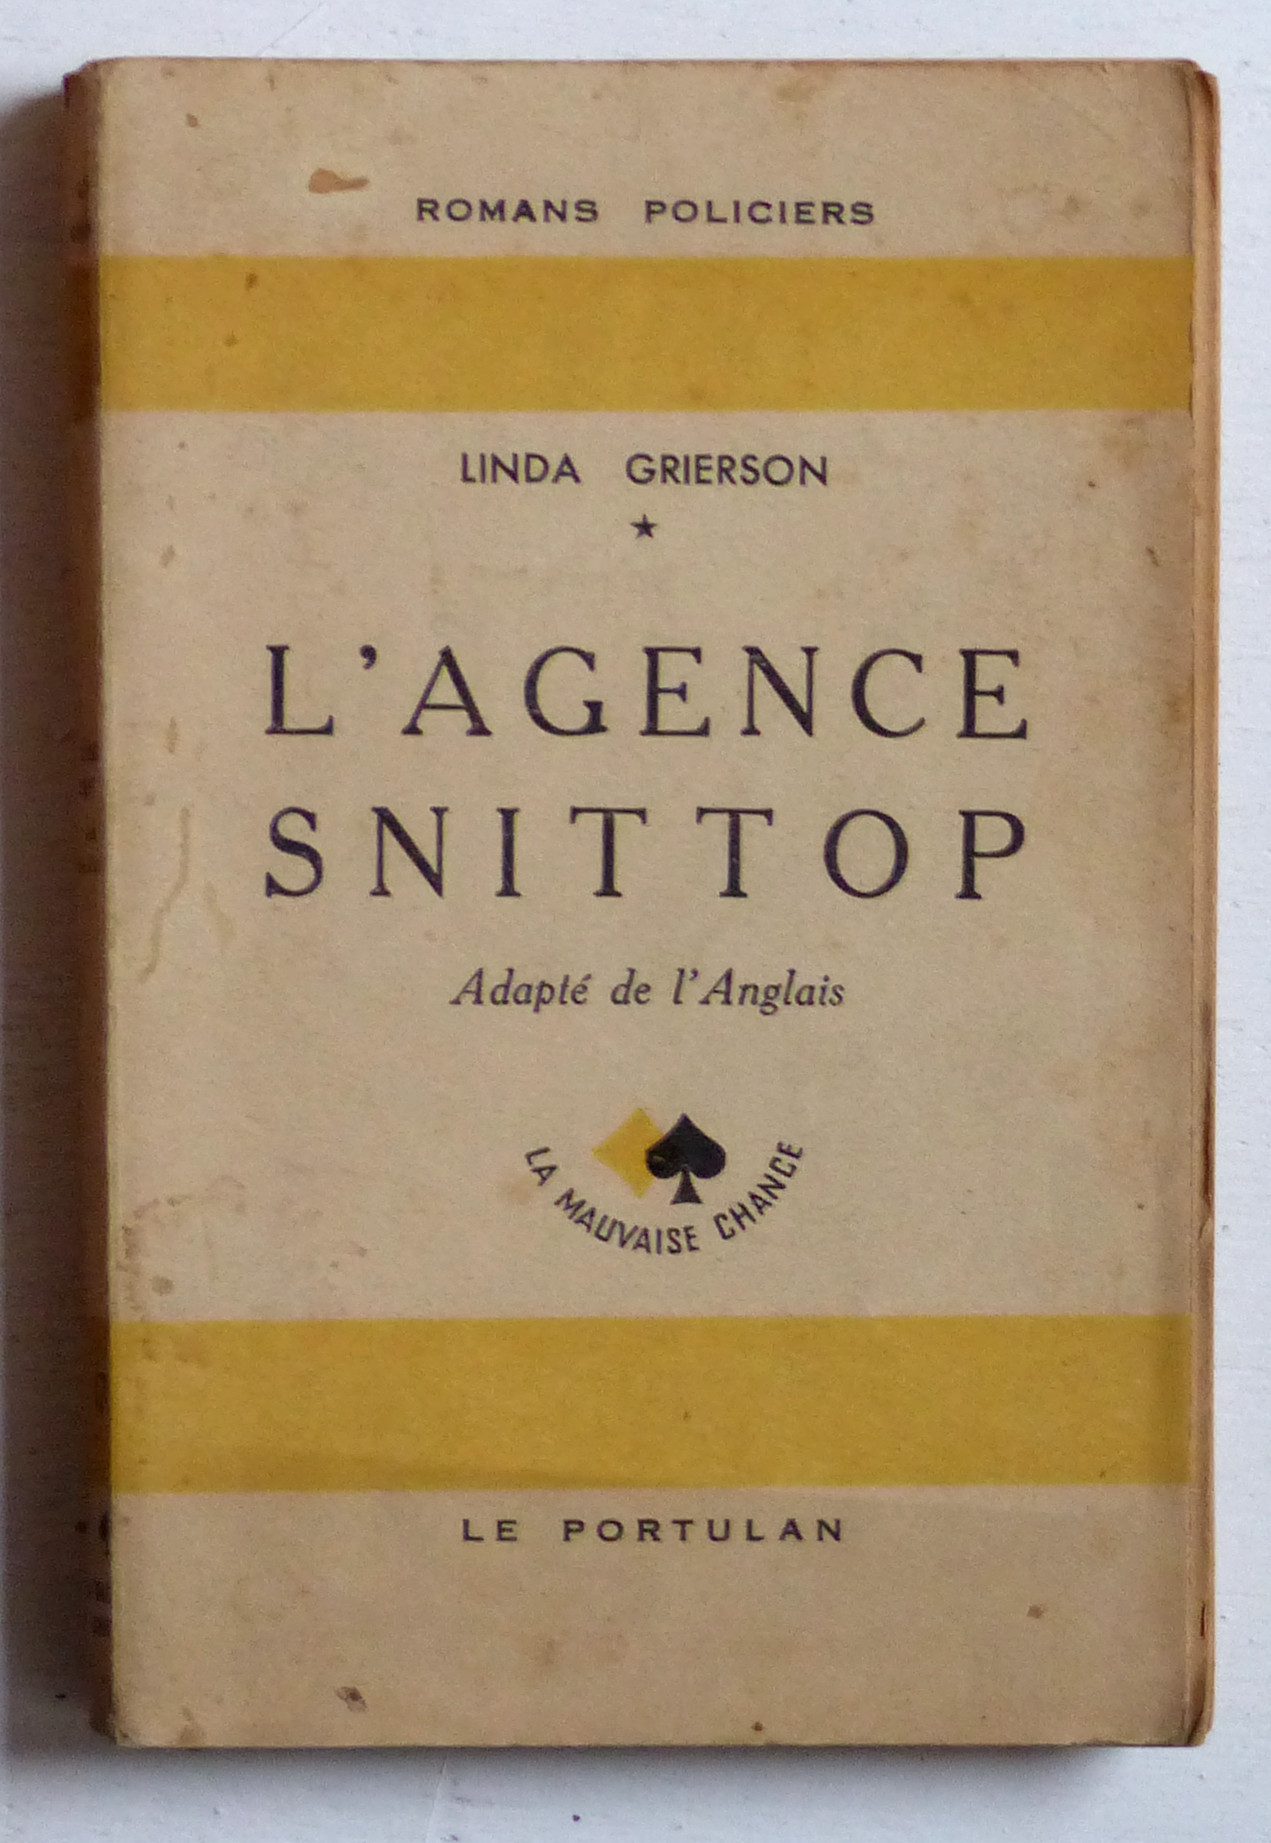 ROMANS POLICIERS
LINDA GRIERSON
★
L'AGENCE
SNITTOP
Adapté de l'Anglais
LA MAUVAISE CHANCE
LE PORTULAN